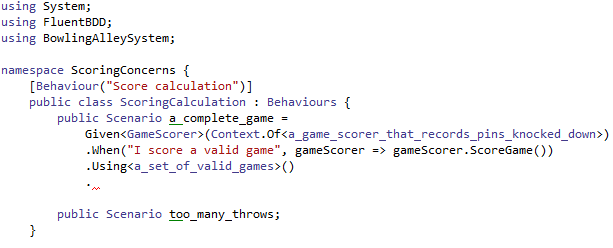 using System;
using FluentBDD;
using BowlingAlleySystem;
namespace ScoringConcerns {
[Behaviour("Score calculation")]
public class ScoringCalculation : Behaviours {
public Scenario a_complete_game =
Given<GameScorer>(Context.Of<a_game_scorer_that_records_pins_knocked_down>)
.When("I score a valid game", gameScorer => gameScorer.ScoreGame())
.Using<a_set_of_valid_games>()
.
public Scenario too_many_throws;
}